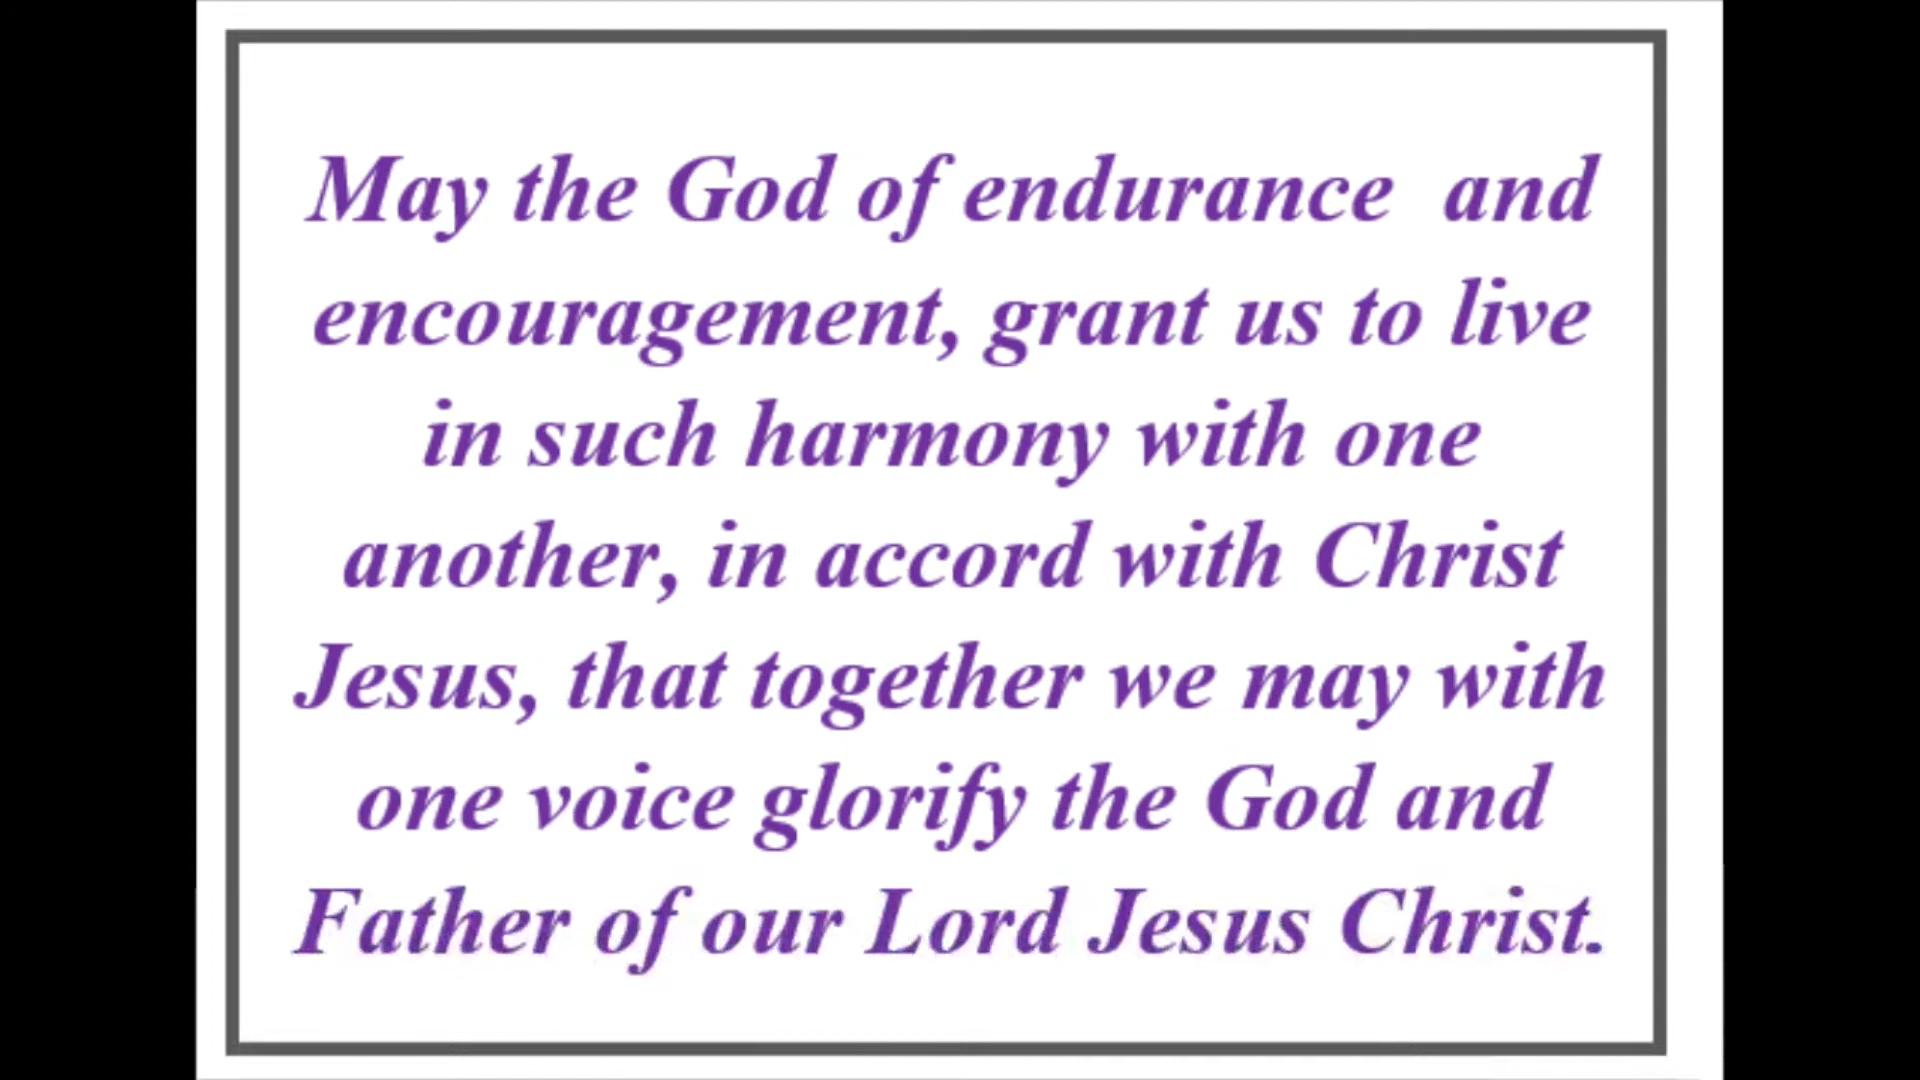 May the God of endurance  and
encouragement, grant us to live
in such harmony with one
another, in accord with Christ
Jesus, that together we may with
one voice glorify the God and
Father of our Lord Jesus Christ.